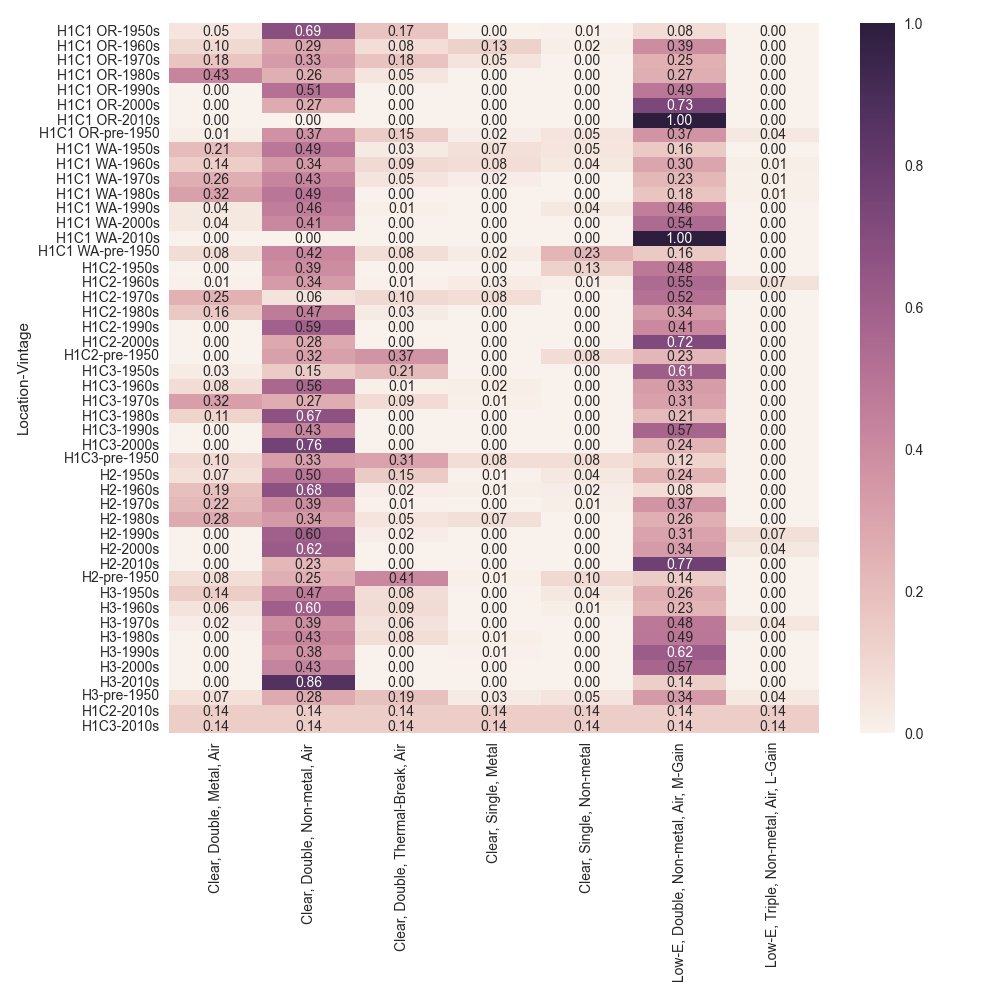 H1C1 OR-1950s 0.05 0.69 0.17 0.00 0.01 0.08 0.00
H1C1 OR-1960s 0.10 0.29 0.08 0.13 0.02 0.39 0.00
H1C1 OR-1970s 0.18 0.33 0.18 0.05 0.00 0.25 0.00
H1C1 OR-1980s 0.43 0.26 0.05 0.00 0.00 0.27 0.00
H1C1 OR-1990s 0.00 0.51 0.00 0.00 0.00 0.49 0.00
H1C1 OR-2000s 0.00 0.27 0.00 0.00 0.00 0.73 0.00
H1C1 OR-2010s 0.00 0.00 0.00 0.00 0.00 1.00 0.00
H1C1 OR-pre-1950 0.01 0.37 0.15 0.02 0.05 0.37 0.04
H1C1 WA-1950s 0.21 0.49 0.03 0.07 0.05 0.16 0.00
H1C1 WA-1960s 0.14 0.34 0.09 0.08 0.04 0.30 0.01
H1C1 WA-1970s 0.26 0.43 0.05 0.02 0.00 0.23 0.01
H1C1 WA-1980s 0.32 0.49 0.00 0.00 0.00 0.18 0.01
H1C1 WA-1990s 0.04 0.46 0.01 0.00 0.04 0.46 0.00
H1C1 WA-2000s 0.04 0.41 0.00 0.00 0.00 0.54 0.00
H1C1 WA-2010s 0.00 0.00 0.00 0.00 0.00 1.00 0.00
H1C1 WA-pre-1950 0.08 0.42 0.08 0.02 0.23 0.16 0.00
H1C2-1950s 0.00 0.39 0.00 0.00 0.13 0.48 0.00
H1C2-1960s 0.01 0.34 0.01 0.03 0.01 0.55 0.07
H1C2-1970s 0.25 0.06 0.10 0.08 0.00 0.52 0.00
H1C2-1980s 0.16 0.47 0.03 0.00 0.00 0.34 0.00
H1C2-1990s 0.00 0.59 0.00 0.00 0.00 0.41 0.00
H1C2-2000s 0.00 0.28 0.00 0.00 0.00 0.72 0.00
H1C2-pre-1950 0.00 0.32 0.37 0.00 0.08 0.23 0.00
H1C3-1950s 0.03 0.15 0.21 0.00 0.00 0.61 0.00
H1C3-1960s 0.08 0.56 0.01 0.02 0.00 0.33 0.00
H1C3-1970s 0.32 0.27 0.09 0.01 0.00 0.31 0.00
H1C3-1980s 0.11 0.67 0.00 0.00 0.00 0.21 0.00
H1C3-1990s 0.00 0.43 0.00 0.00 0.00 0.57 0.00
H1C3-2000s 0.00 0.76 0.00 0.00 0.00 0.24 0.00
H1C3-pre-1950 0.10 0.33 0.31 0.08 0.08 0.12 0.00
H2-1950s 0.07 0.50 0.15 0.01 0.04 0.24 0.00
H2-1960s 0.19 0.68 0.02 0.01 0.02 0.08 0.00
H2-1970s 0.22 0.39 0.01 0.00 0.01 0.37 0.00
H2-1980s 0.28 0.34 0.05 0.07 0.00 0.26 0.00
H2-1990s 0.00 0.60 0.02 0.00 0.00 0.31 0.07
H2-2000s 0.00 0.62 0.00 0.00 0.00 0.34 0.04
H2-2010s 0.00 0.23 0.00 0.00 0.00 0.77 0.00
H2-pre-1950 0.08 0.25 0.41 0.01 0.10 0.14 0.00
H3-1950s 0.14 0.47 0.08 0.00 0.04 0.26 0.00
H3-1960s 0.06 0.60 0.09 0.00 0.01 0.23 0.00
H3-1970s 0.02 0.39 0.06 0.00 0.00 0.48 0.04
H3-1980s 0.00 0.43 0.08 0.01 0.00 0.49 0.00
H3-1990s 0.00 0.38 0.00 0.01 0.00 0.62 0.00
H3-2000s 0.00 0.43 0.00 0.00 0.00 0.57 0.00
H3-2010s 0.00 0.86 0.00 0.00 0.00 0.14 0.00
H3-pre-1950 0.07 0.28 0.19 0.03 0.05 0.34 0.04
H1C2-2010s 0.14 0.14 0.14 0.14 0.14 0.14 0.14
H1C3-2010s 0.14 0.14 0.14 0.14 0.14 0.14 0.14
Location-Vintage
Clear, Double, Metal, Air
Clear, Double, Non-metal, Air
Clear, Double, Thermal-Break, Air
Clear, Single, Metal
Clear, Single, Non-metal
Low-E, Double, Non-metal, Air, M-Gain
Low-E, Triple, Non-metal, Air, L-Gain
1.0
0.8
0.6
0.4
0.2
0.0